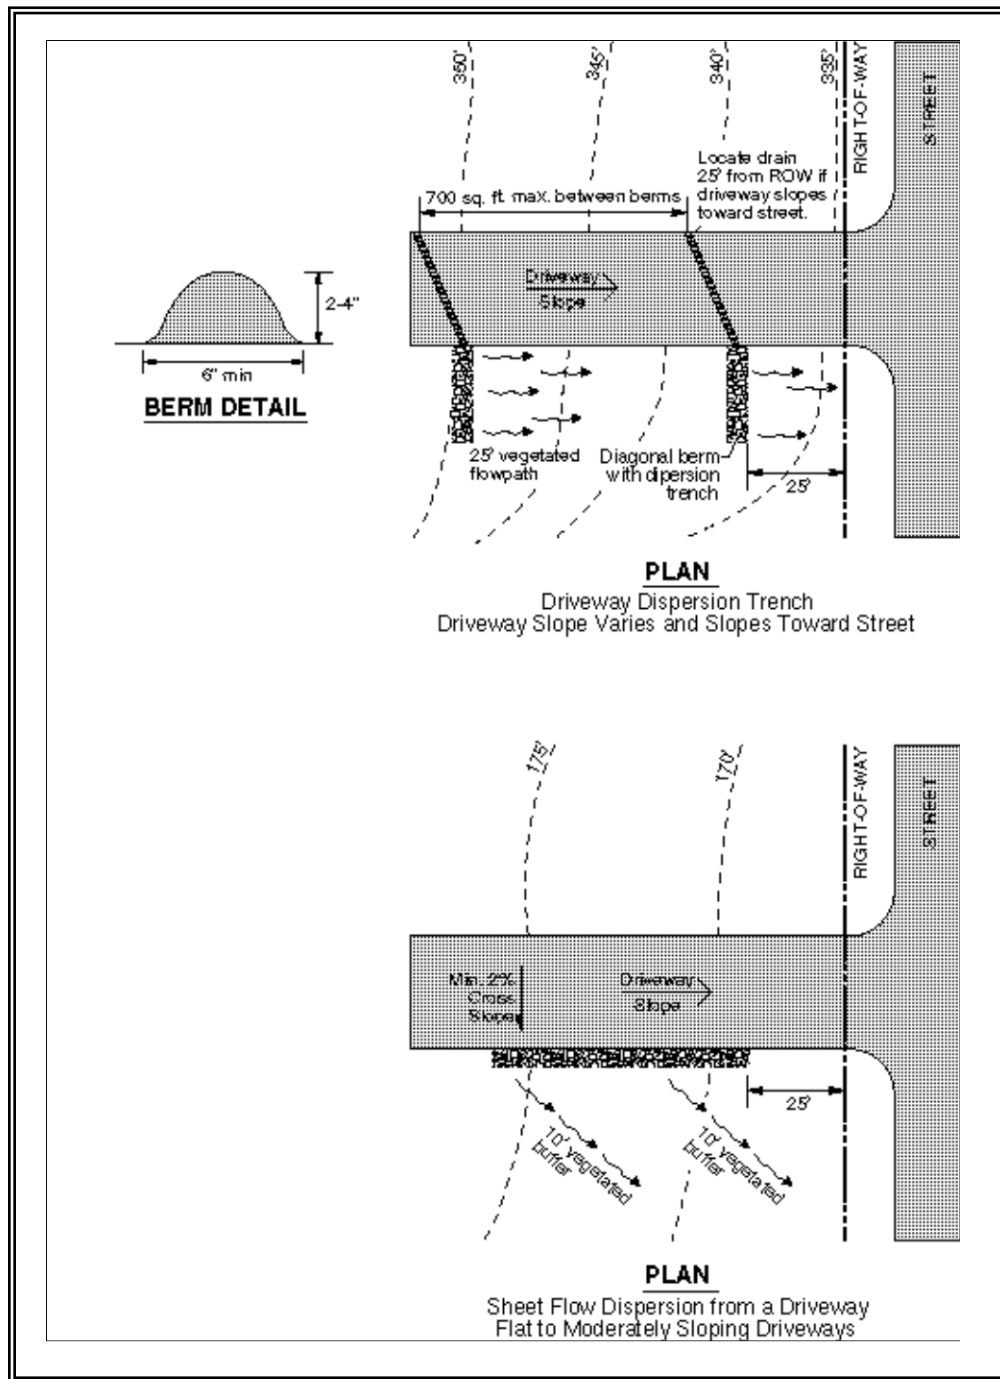 350'
345'
340'
335'
RIGHT-OF-WAY
STREET
Locate drain
25' from ROW if
driveway slopes
toward street.
700 sq. ft. max. between berms
Driveway
Slope
2-4"
6" min
BERM DETAIL
25' vegetated
flowpath
Diagonal berm
with dipersion
trench
25'
PLAN
Driveway Dispersion Trench
Driveway Slope Varies and Slopes Toward Street
175'
170'
RIGHT-OF-WAY
STREET
Min. 2%
Cross
Slope
Driveway
Slope
25'
10' vegetated
buffer
10' vegetated
buffer
PLAN
Sheet Flow Dispersion from a Driveway
Flat to Moderately Sloping Driveways